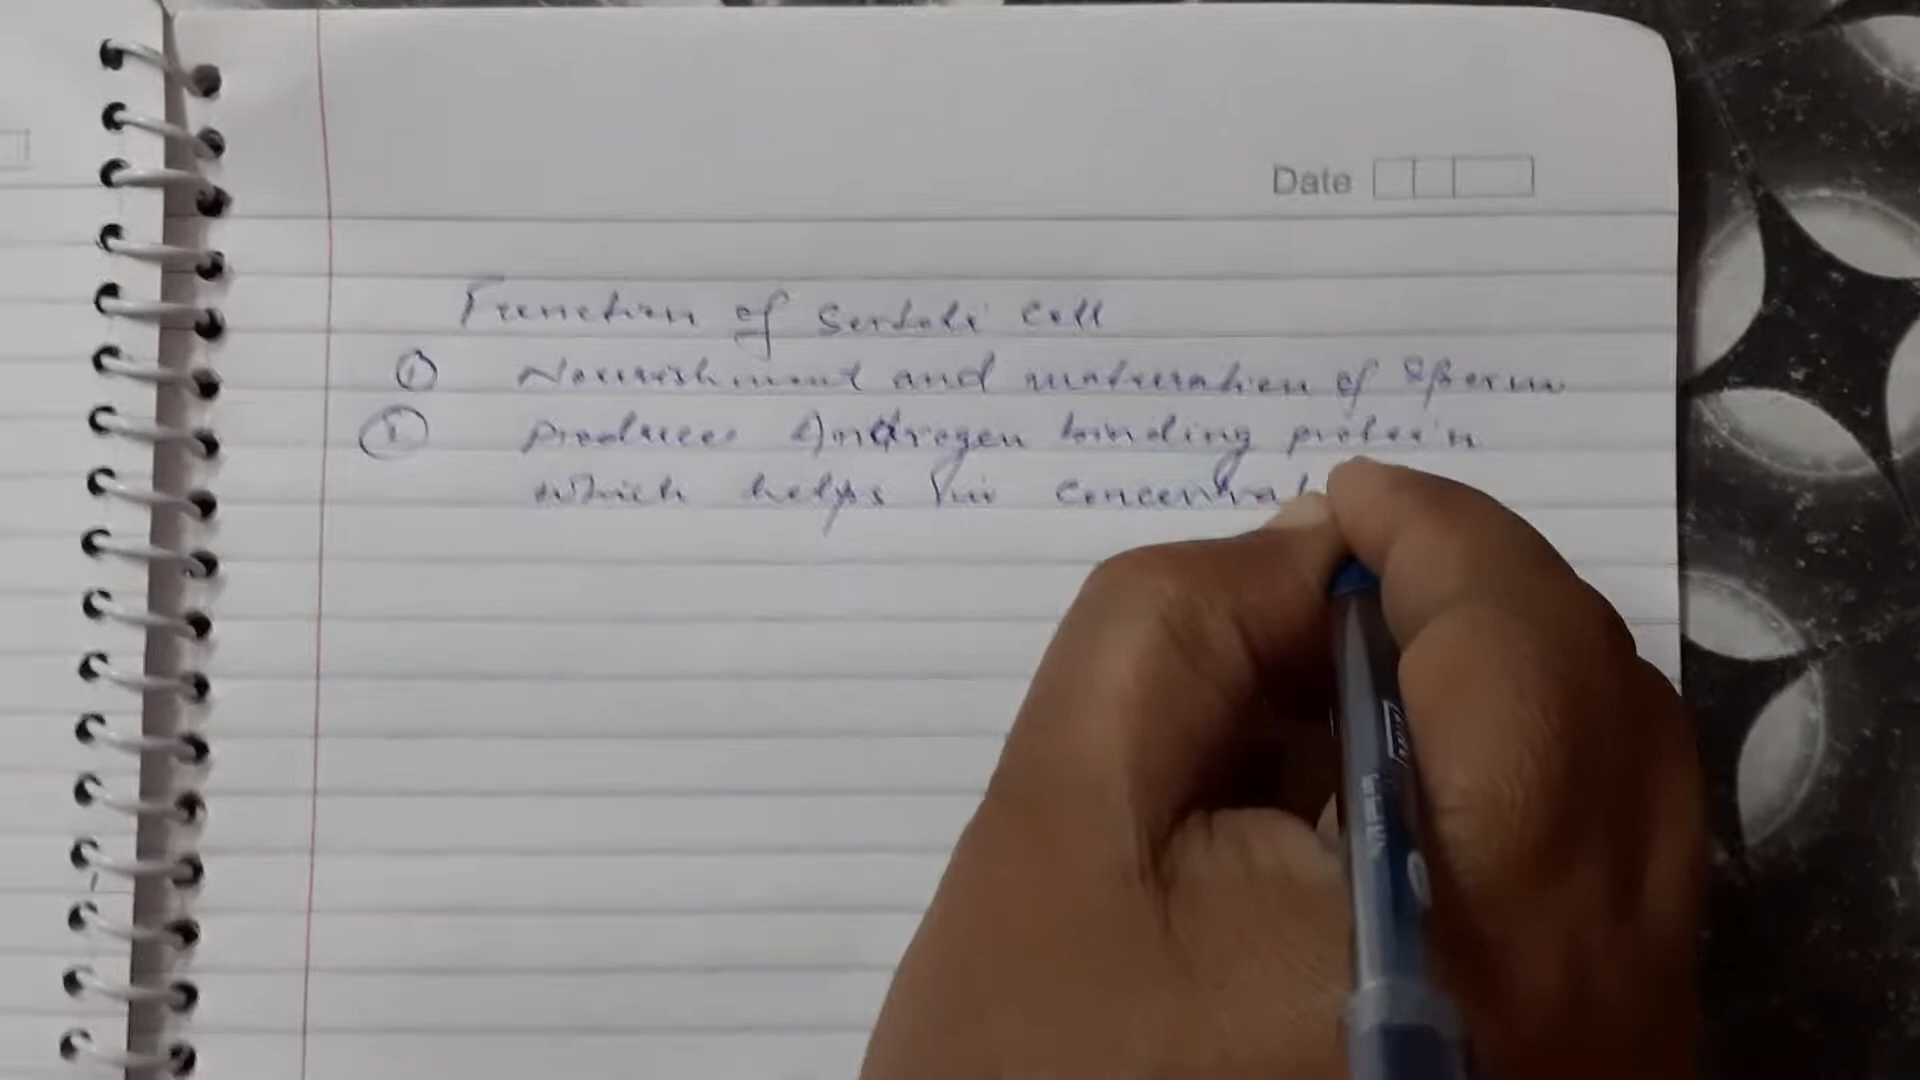 Date
Function of Sertoli Cell
① Nourishment and maturation of Sperm
② produces Androgen binding protein
which helps in Concentrat